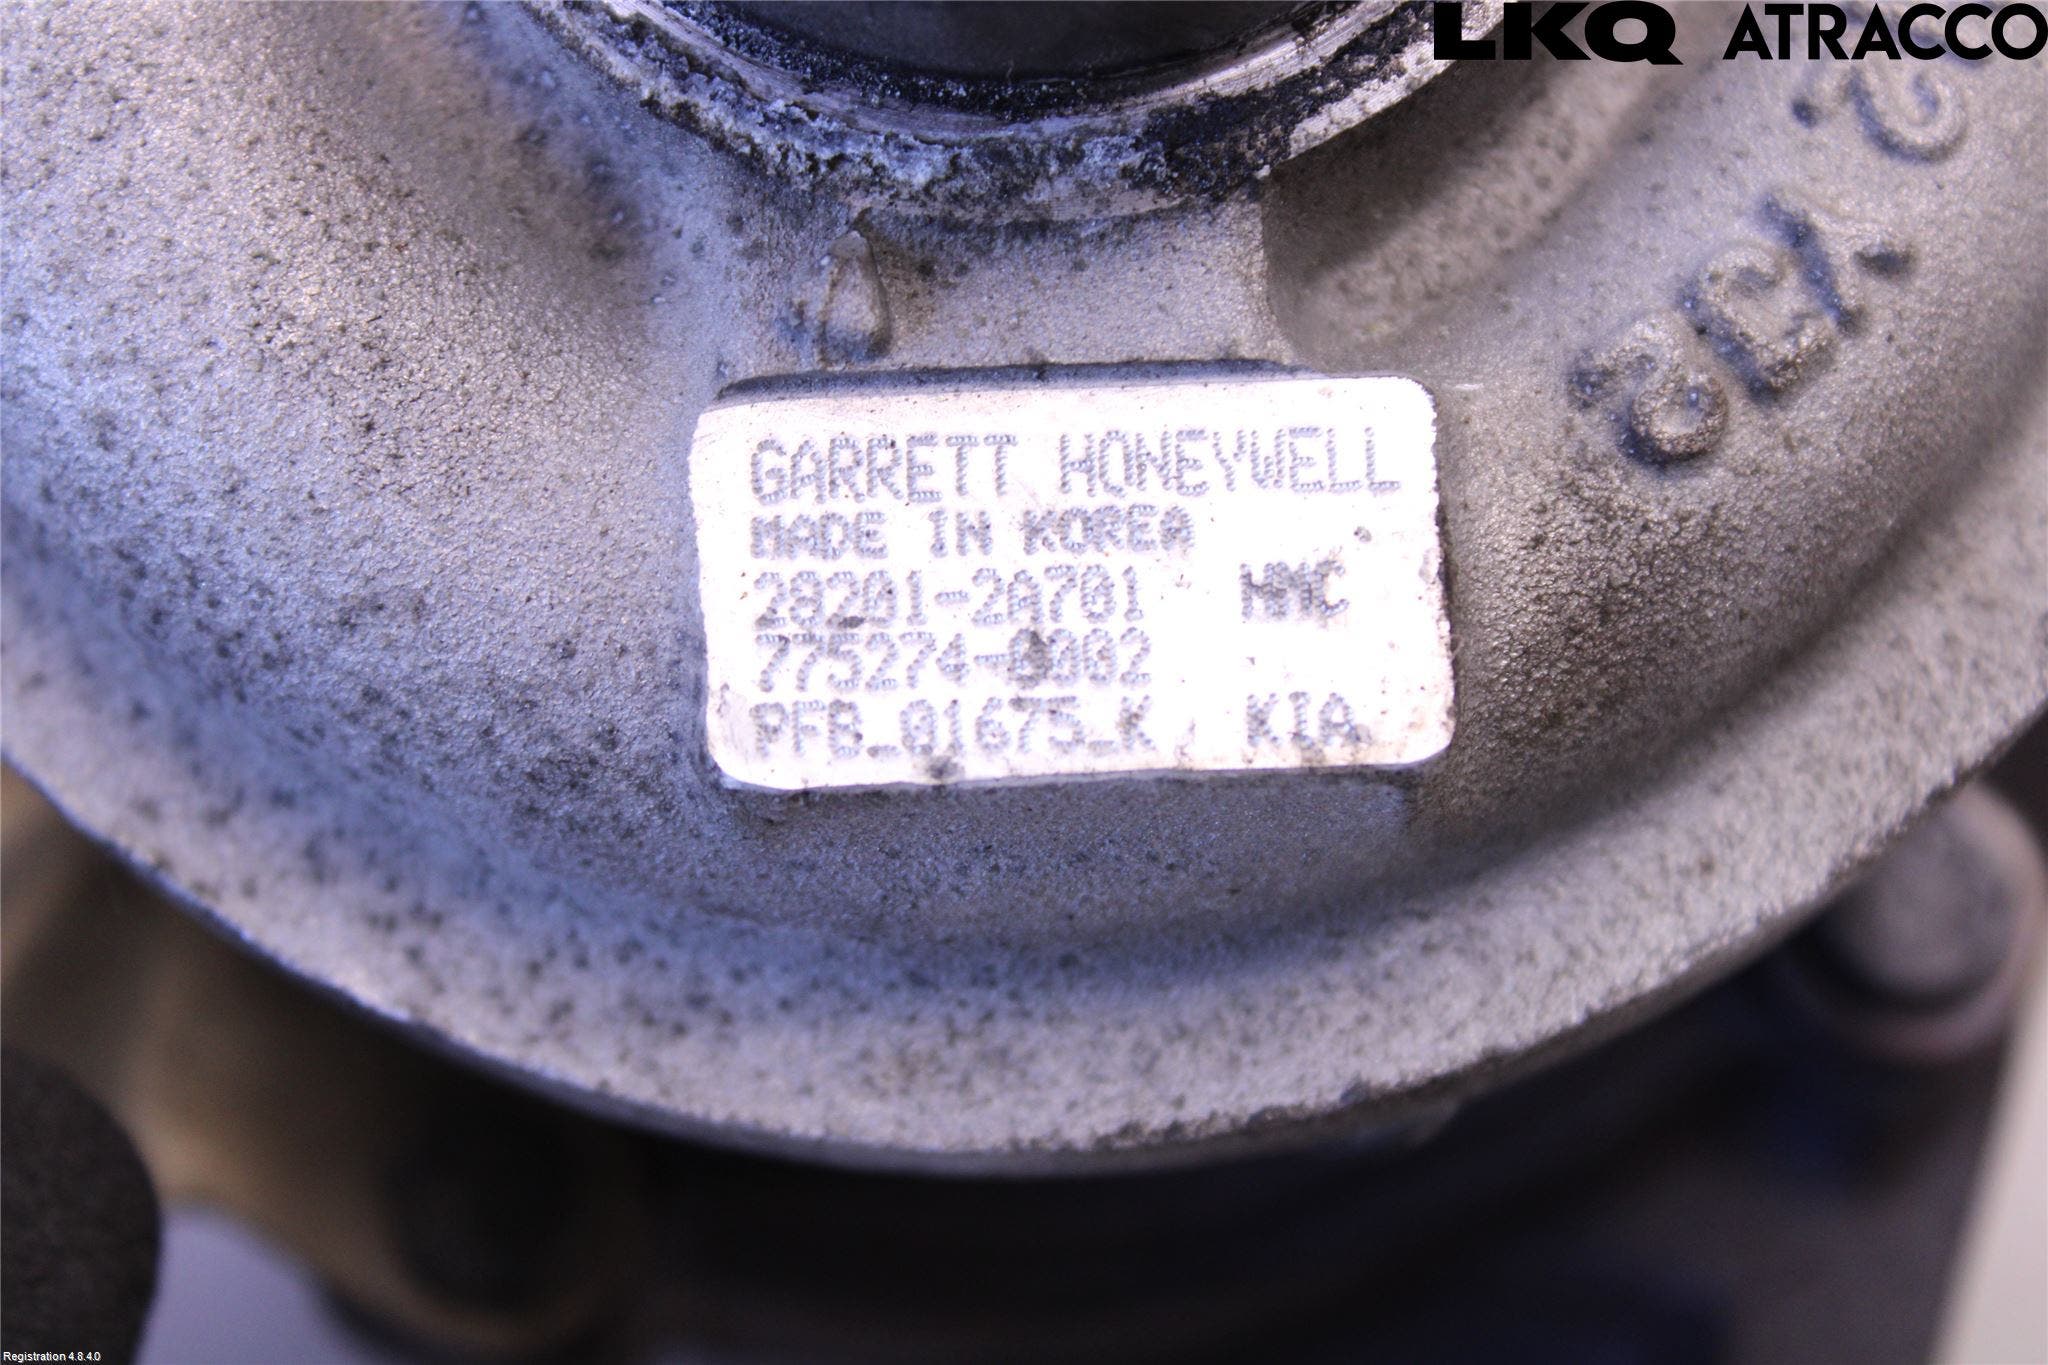 LKQ ATRACCO
GARRETT HONEYWELL
MADE IN KOREA
28201-2A701 HMC
775274-0002
PFB_01675_K KIA
Registration 4.8.4.0